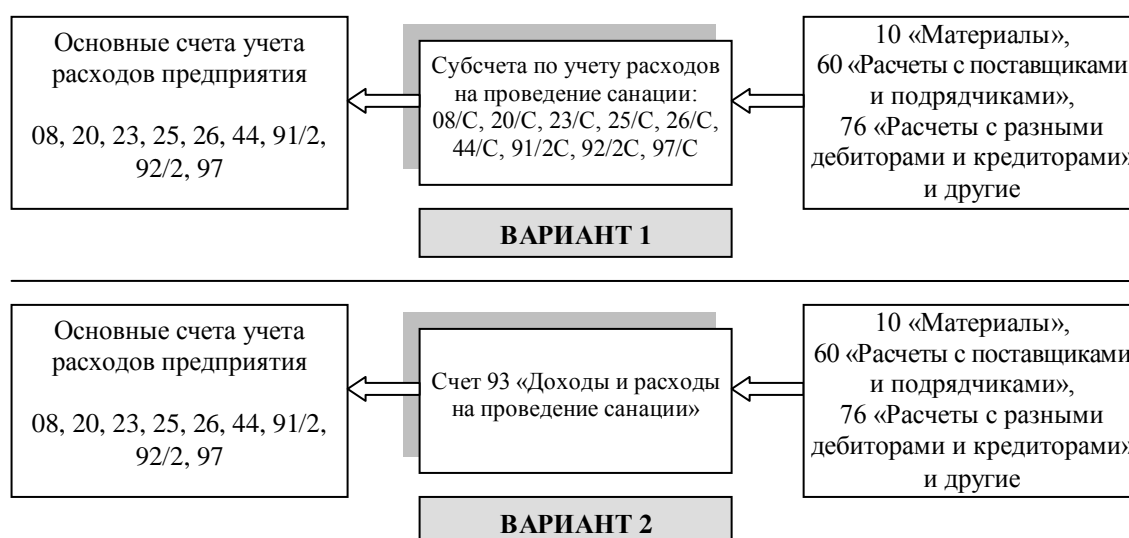 Основные счета учета
расходов предприятия
08, 20, 23, 25, 26, 44, 91/2,
92/2, 97
Субсчета по учету расходов
на проведение санации:
08/С, 20/С, 23/С, 25/С, 26/С,
44/С, 91/2С, 92/2С, 97/С
10 «Материалы»,
60 «Расчеты с поставщиками
и подрядчиками»,
76 «Расчеты с разными
дебиторами и кредиторами»
и другие
ВАРИАНТ 1
Основные счета учета
расходов предприятия
08, 20, 23, 25, 26, 44, 91/2,
92/2, 97
Счет 93 «Доходы и расходы
на проведение санации»
10 «Материалы»,
60 «Расчеты с поставщиками
и подрядчиками»,
76 «Расчеты с разными
дебиторами и кредиторами»
и другие
ВАРИАНТ 2